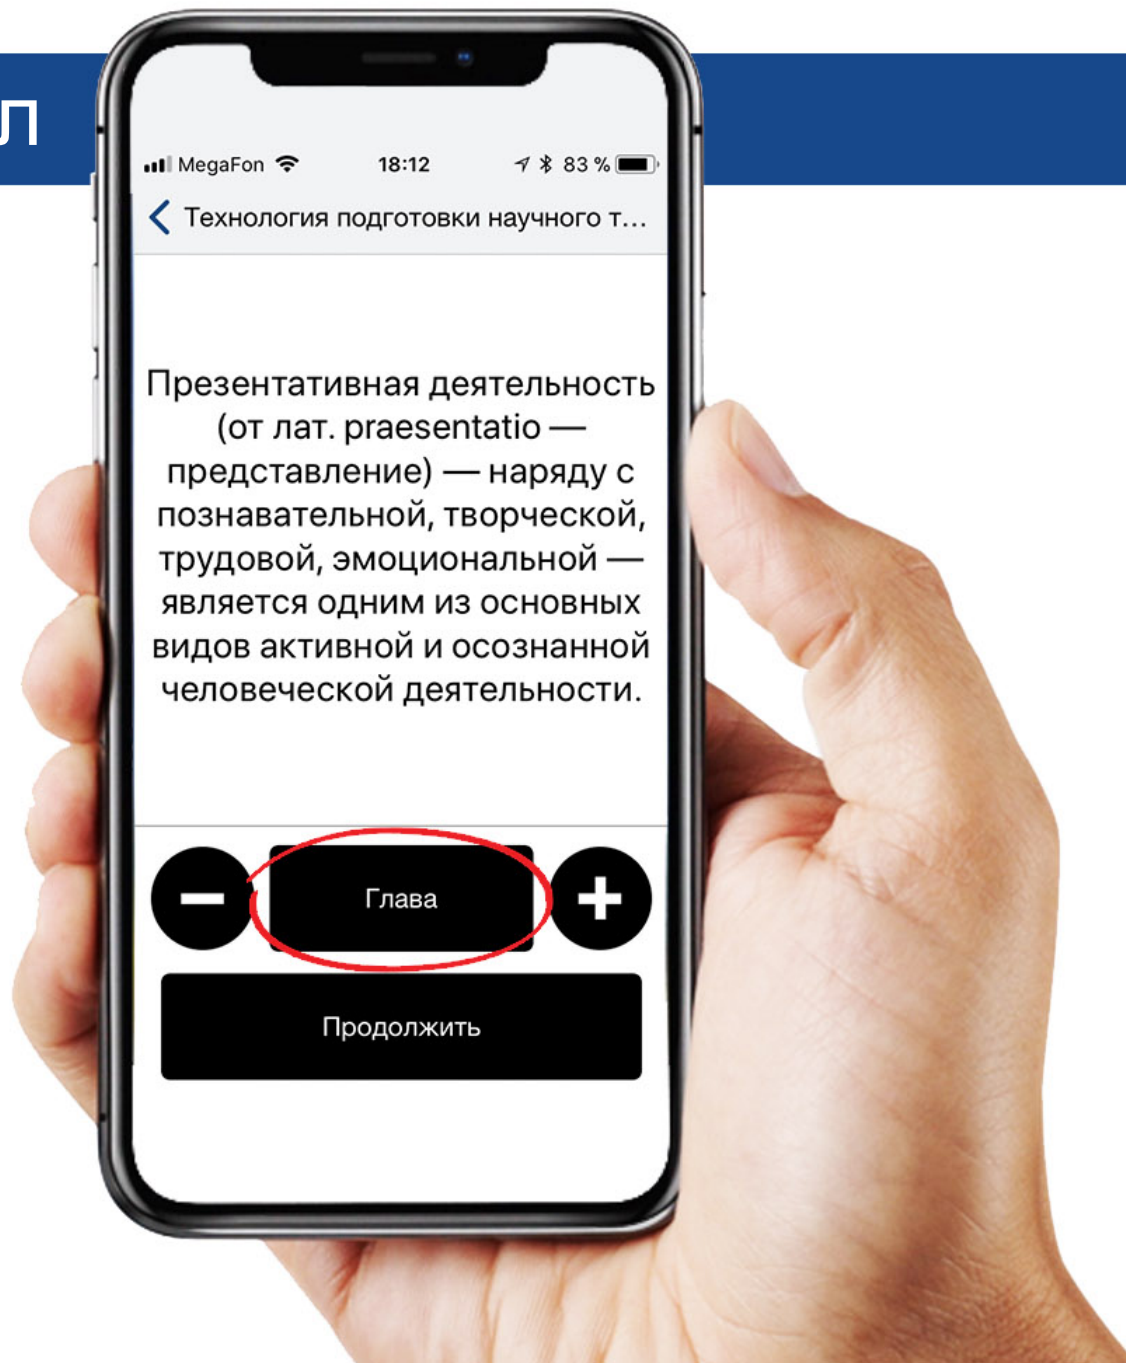 л
MegaFon 18:12 83 %
Технология подготовки научного т...
Презентативная деятельность
(от лат. praesentatio —
представление) — наряду с
познавательной, творческой,
трудовой, эмоциональной —
является одним из основных
видов активной и осознанной
человеческой деятельности.
− Глава +
Продолжить